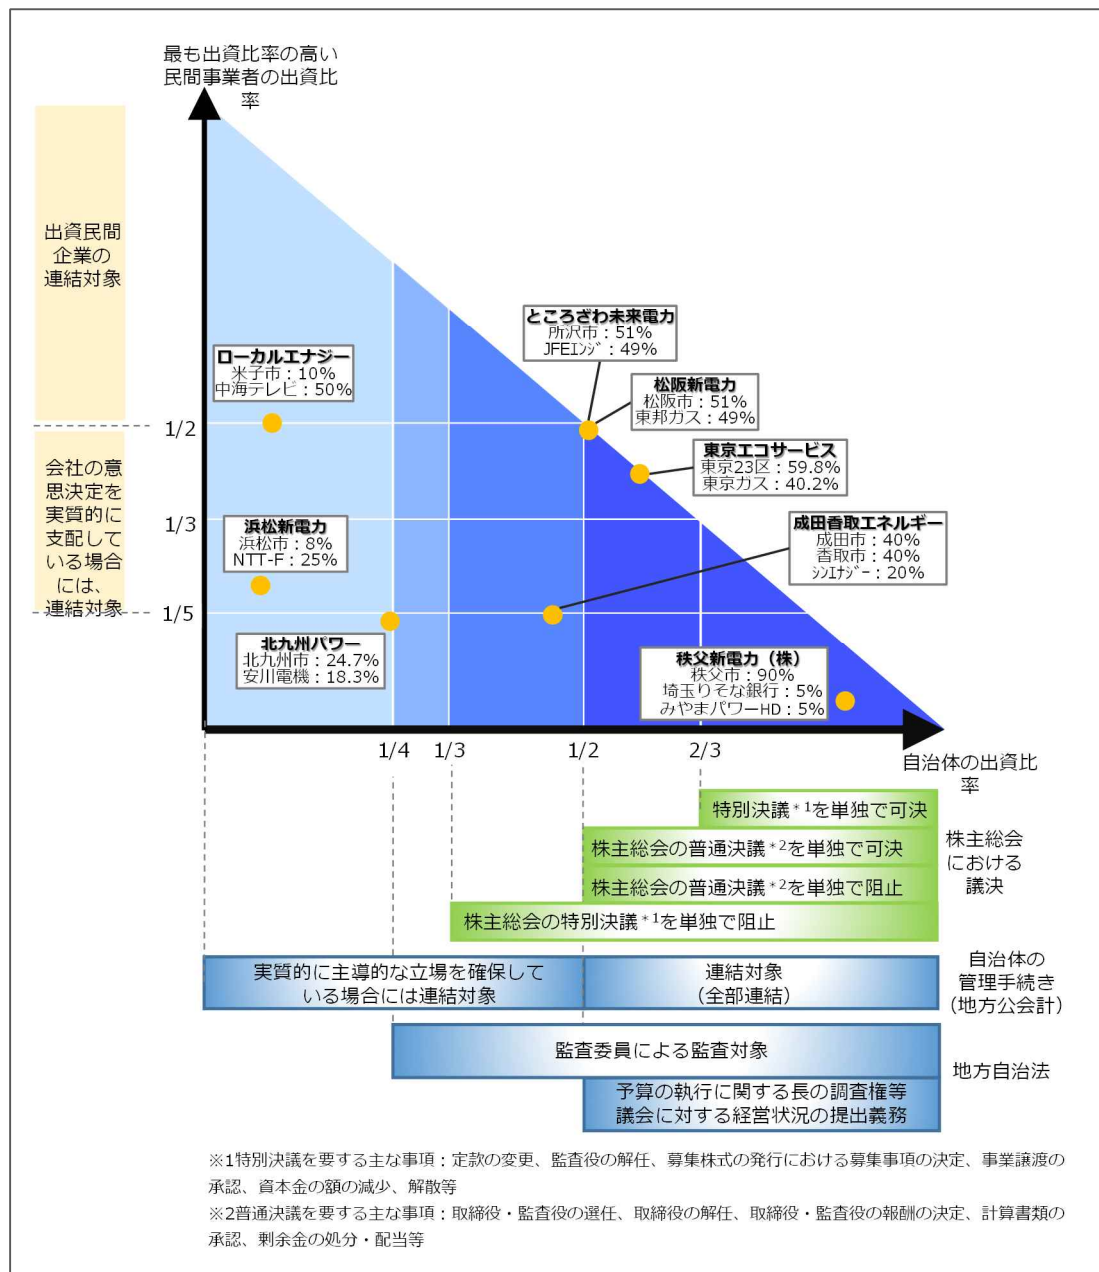 最も出資比率の高い
民間事業者の出資比
率
出資民間
企業の
連結対象
会社の意
思決定を
実質的に
支配して
いる場合
には、
連結対象
1/2
1/3
1/5
ローカルエナジー
米子市：10%
中海テレビ：50%
ところざわ未来電力
所沢市：51%
JFEｴﾝｼﾞ：49%
松阪新電力
松阪市：51%
東邦ガス：49%
東京エコサービス
東京23区：59.8%
東京ガス：40.2%
浜松新電力
浜松市：8%
NTT-F：25%
成田香取エネルギー
成田市：40%
香取市：40%
ｼﾝｴﾅｼﾞｰ：20%
北九州パワー
北九州市：24.7%
安川電機：18.3%
秩父新電力（株）
秩父市：90%
埼玉りそな銀行：5%
みやまパワーHD：5%
1/4
1/3
1/2
2/3
自治体の出資比
率
特別決議*1を単独で可決
株主総会の普通決議*2を単独で可決
株主総会の普通決議*2を単独で阻止
株主総会の特別決議*1を単独で阻止
株主総会
における
議決
実質的に主導的な立場を確保して
いる場合には連結対象
連結対象
（全部連結）
自治体の
管理手続き
（地方公会計）
監査委員による監査対象
予算の執行に関する長の調査権等
議会に対する経営状況の提出義務
地方自治法
※1特別決議を要する主な事項：定款の変更、監査役の解任、募集株式の発行における募集事項の決定、事業譲渡の
承認、資本金の額の減少、解散等
※2普通決議を要する主な事項：取締役・監査役の選任、取締役の解任、取締役・監査役の報酬の決定、計算書類の
承認、剰余金の処分・配当等